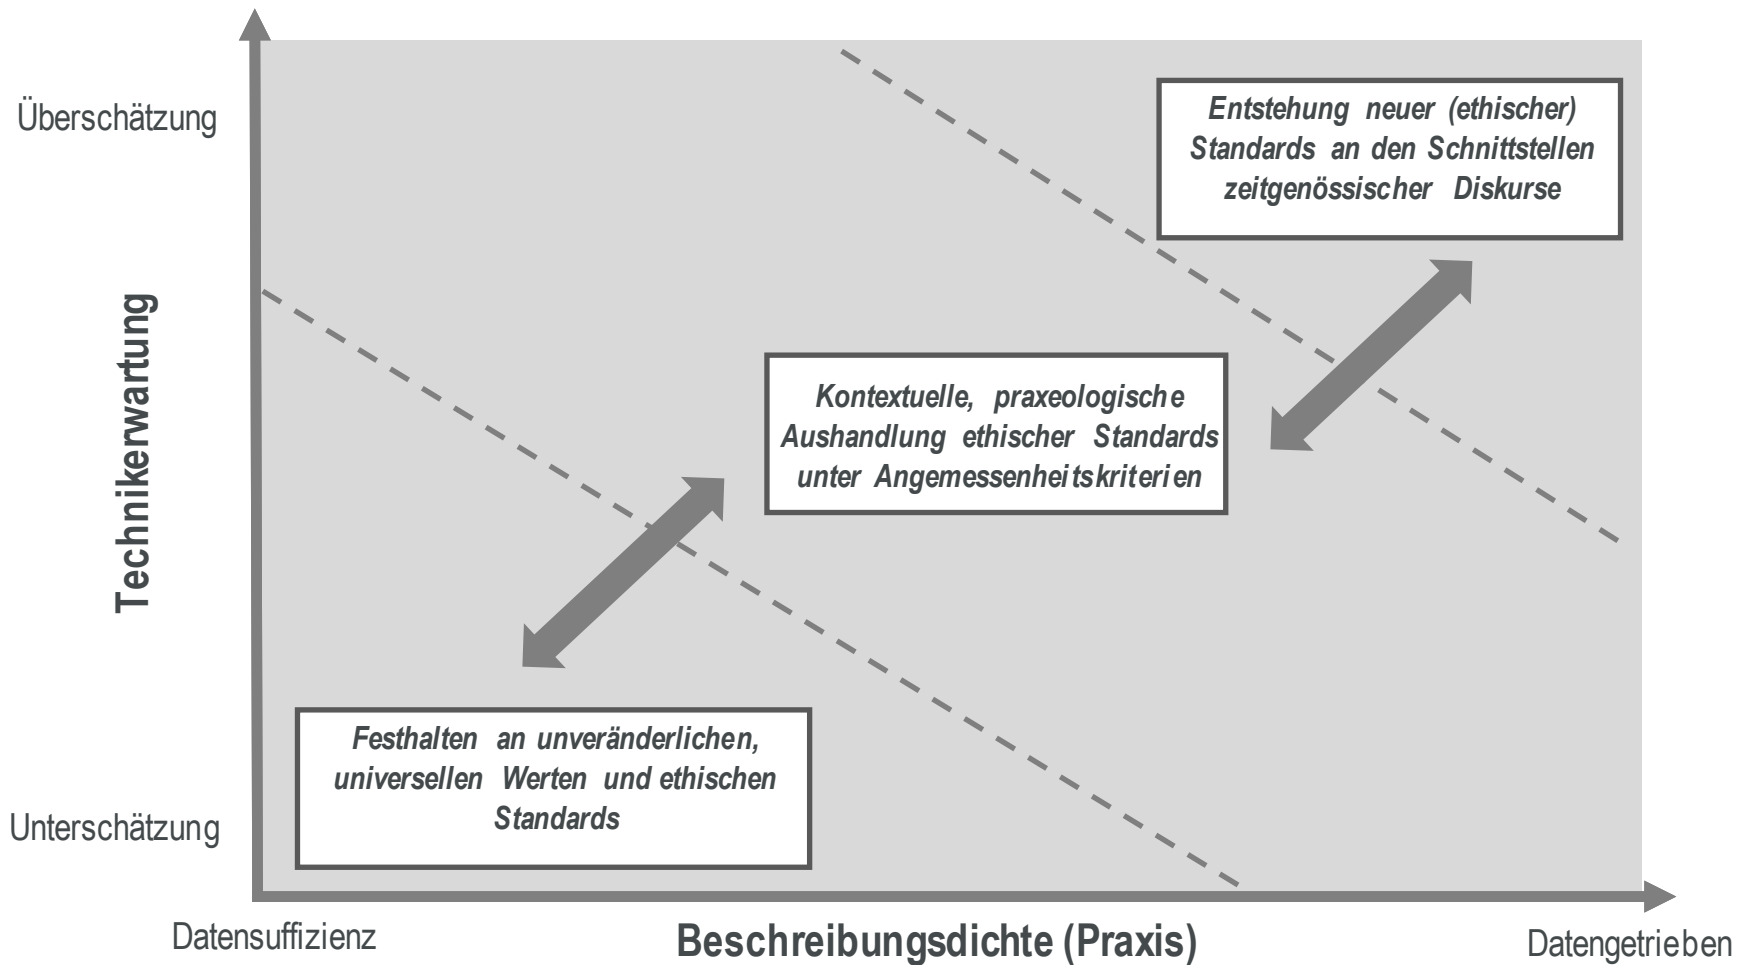 Überschätzung
Entstehung neuer (ethischer)
Standards an den Schnittstellen
zeitgenössischer Diskurse
Technikerwartung
Kontextuelle, praxeologische
Aushandlung ethischer Standards
unter Angemessenheitskriterien
Festhalten an unveränderlichen,
universellen Werten und ethischen
Standards
Unterschätzung
Datensuffizienz
Beschreibungsdichte (Praxis)
Datengetrieben